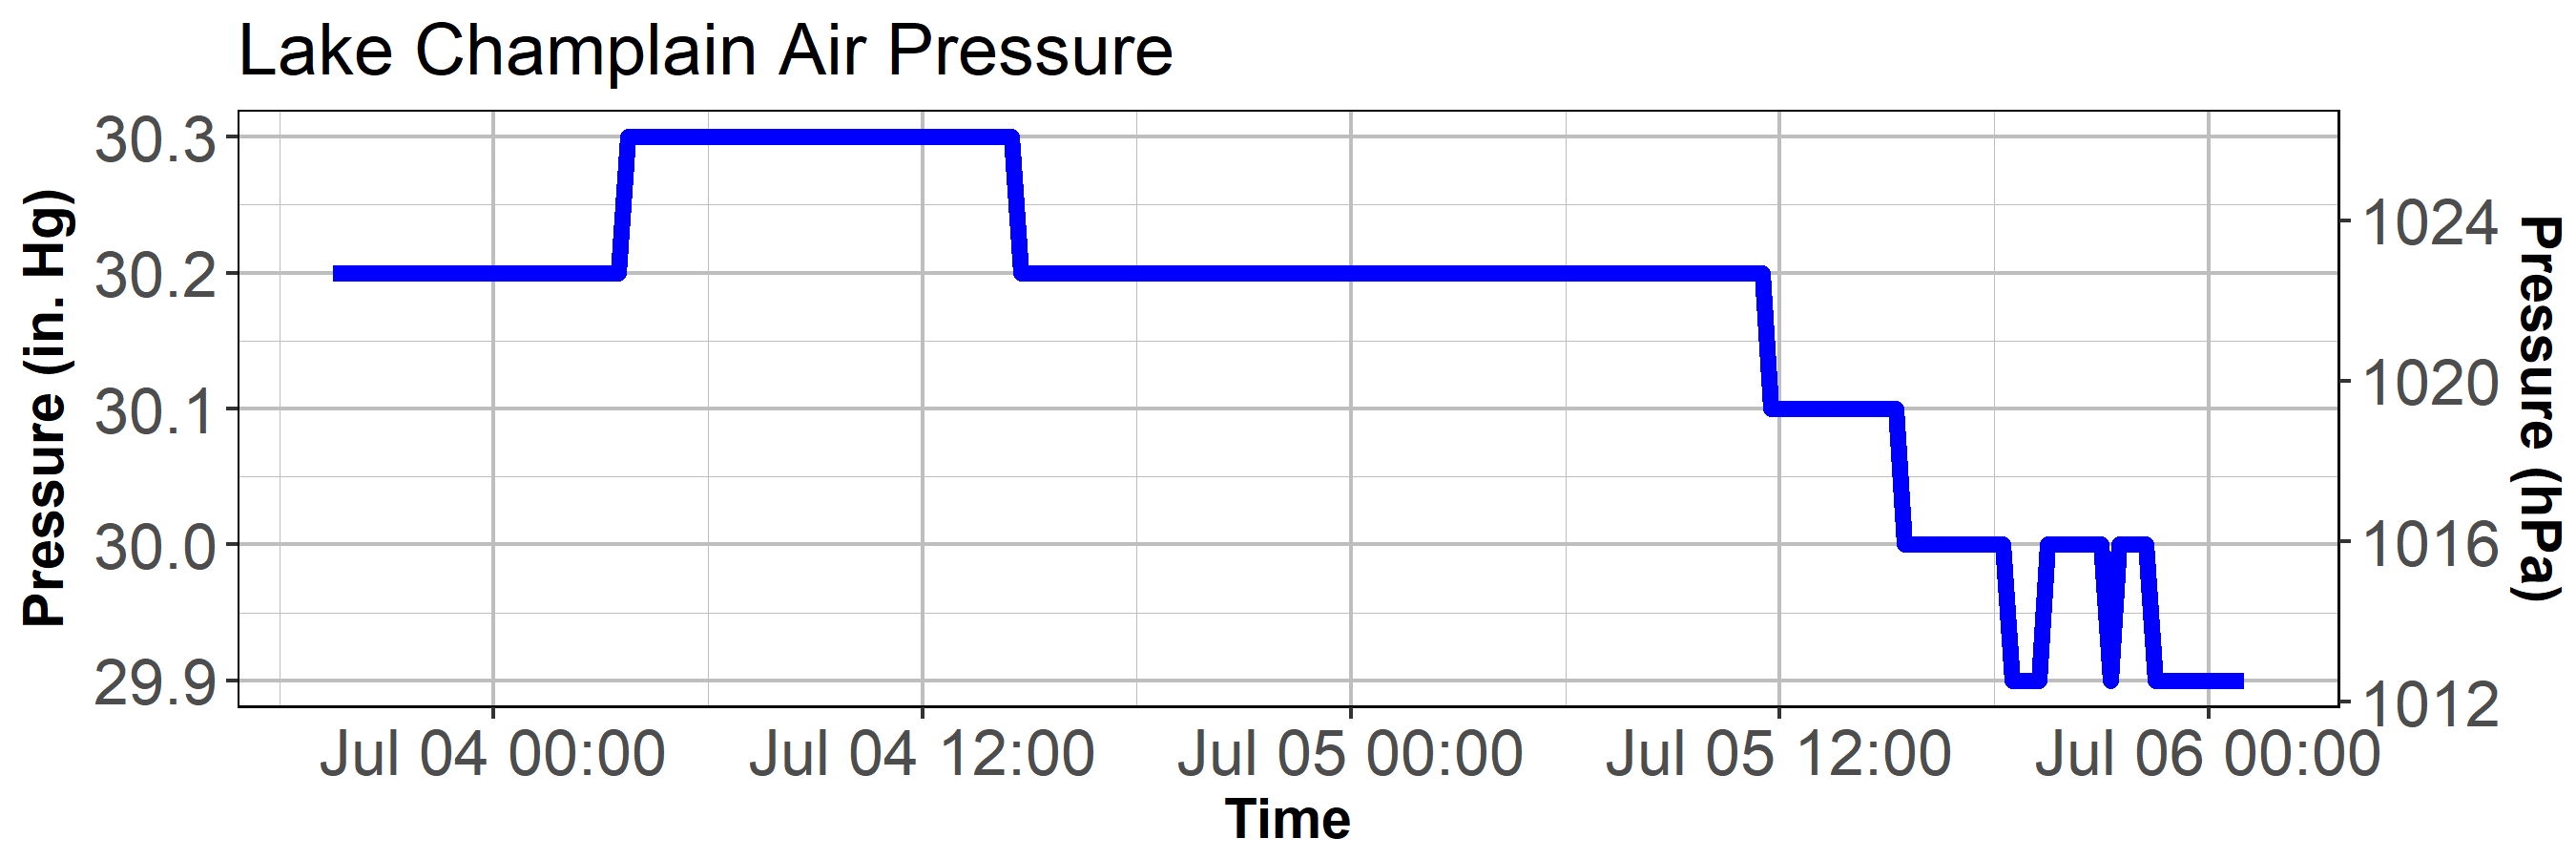 Lake Champlain Air Pressure
Pressure (in. Hg)
30.3
30.2
30.1
30.0
29.9
1024
1020
1016
1012
Pressure (hPa)
Jul 04 00:00 Jul 04 12:00 Jul 05 00:00 Jul 05 12:00 Jul 06 00:00
Time